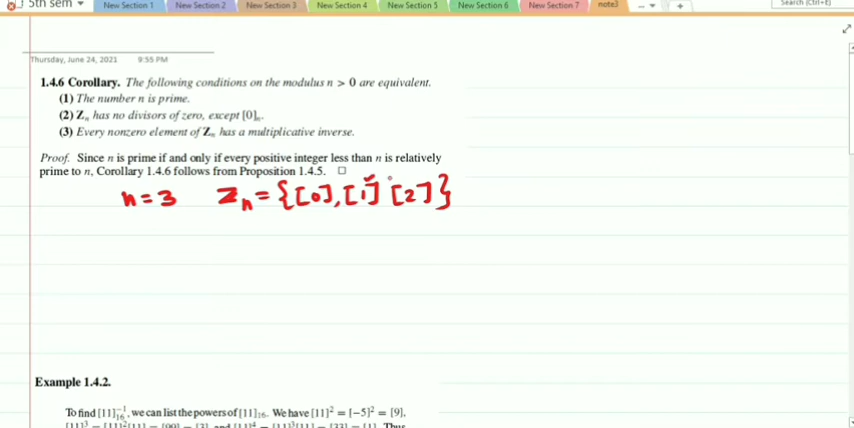 5th sem
New Section 1 New Section 2 New Section 3 New Section 4 New Section 5 New Section 6 New Section 7 note3 Search (Ctrl+E)
Thursday, June 24, 2021 9:55 PM
1.4.6 Corollary. The following conditions on the modulus n > 0 are equivalent.
(1) The number n is prime.
(2) Zₙ has no divisors of zero, except [0]ₙ.
(3) Every nonzero element of Zₙ has a multiplicative inverse.
Proof. Since n is prime if and only if every positive integer less than n is relatively
prime to n, Corollary 1.4.6 follows from Proposition 1.4.5. □
n = 3 Zₙ = {[0], [1] [2]}
Example 1.4.2.
To find [11]₁₆⁻¹, we can list the powers of [11]₁₆. We have [11]² = [−5]² = [9],